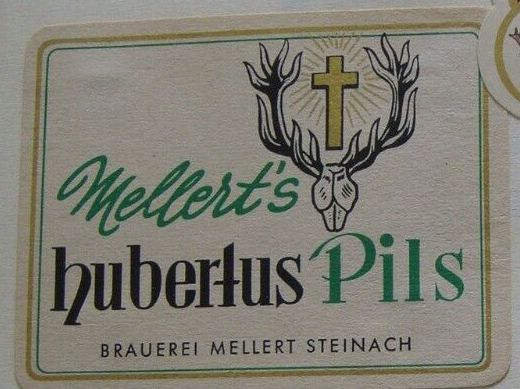 Mellert's
hubertus Pils
BRAUEREI MELLERT STEINACH